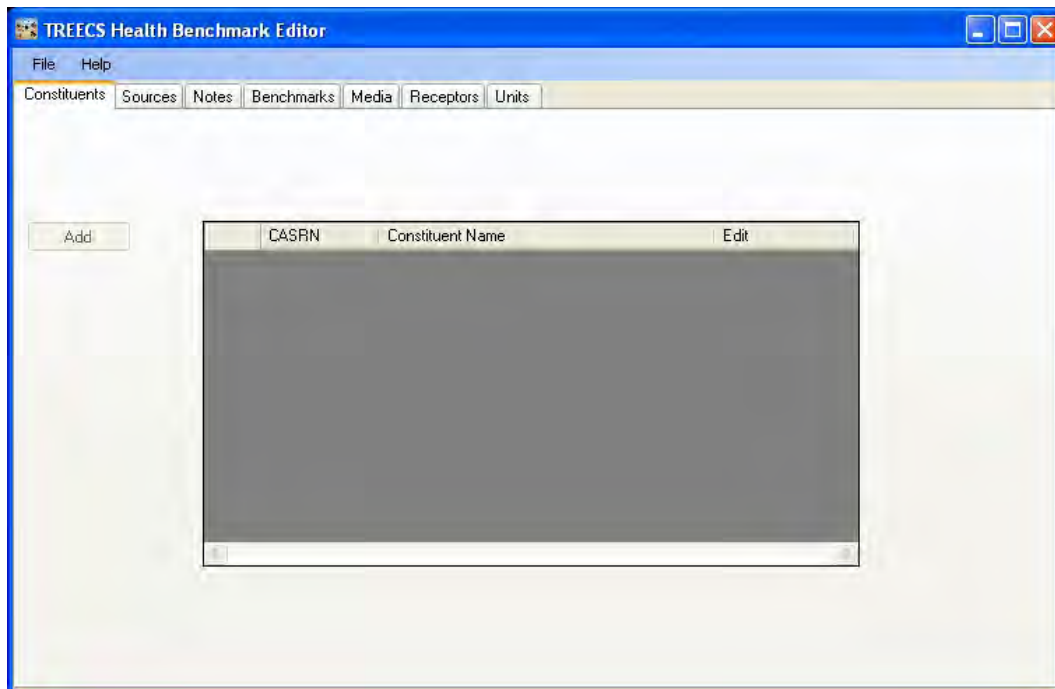 TREECS Health Benchmark Editor
File Help
Constituents Sources Notes Benchmarks Media Receptors Units
Add
CASRN Constituent Name Edit